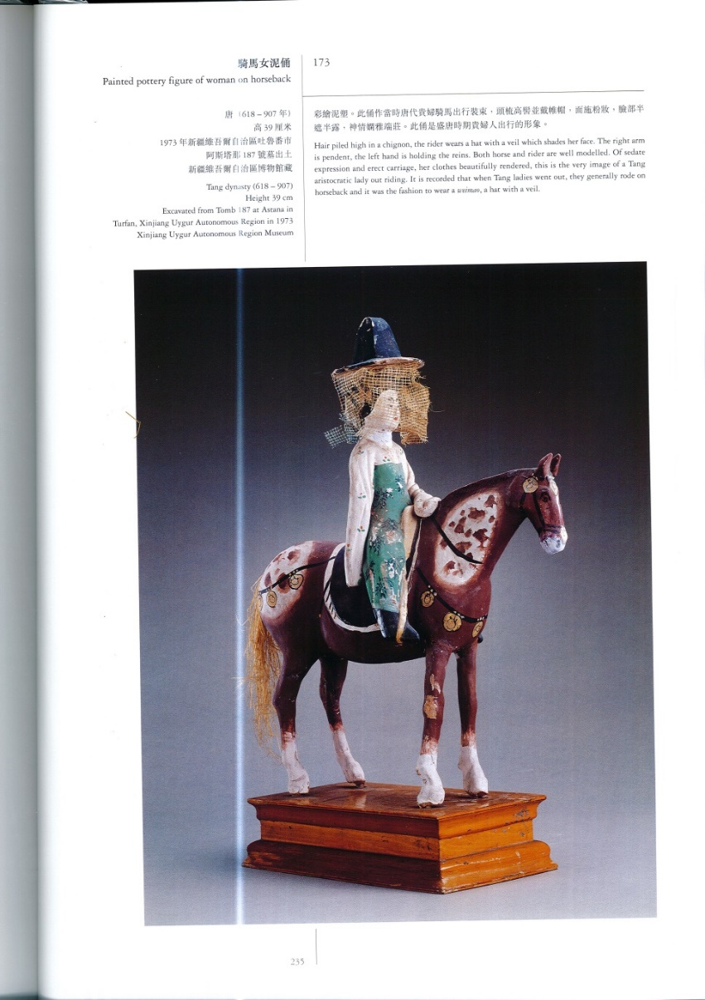 騎馬女泥俑
Painted pottery figure of woman on horseback
唐（618 – 907 年）
高 39 厘米
1973 年新疆維吾爾自治區吐魯番市
阿斯塔那 187 號墓出土
新疆維吾爾自治區博物館藏
Tang dynasty (618 – 907)
Height 39 cm
Excavated from Tomb 187 at Astana in
Turfan, Xinjiang Uygur Autonomous Region in 1973
Xinjiang Uygur Autonomous Region Museum
173
彩繪泥塑。此俑作當時唐代貴婦騎馬出行裝束，頭梳高髻並戴帷帽，面施粉妝，臉部半
遮半露，神情嫻雅端莊。此俑是盛唐時期貴婦人出行的形象。
Hair piled high in a chignon, the rider wears a hat with a veil which shades her face. The right arm
is pendent, the left hand is holding the reins. Both horse and rider are well modelled. Of sedate
expression and erect carriage, her clothes beautifully rendered, this is the very image of a Tang
aristocratic lady out riding. It is recorded that when Tang ladies went out, they generally rode on
horseback and it was the fashion to wear a weimao, a hat with a veil.
235